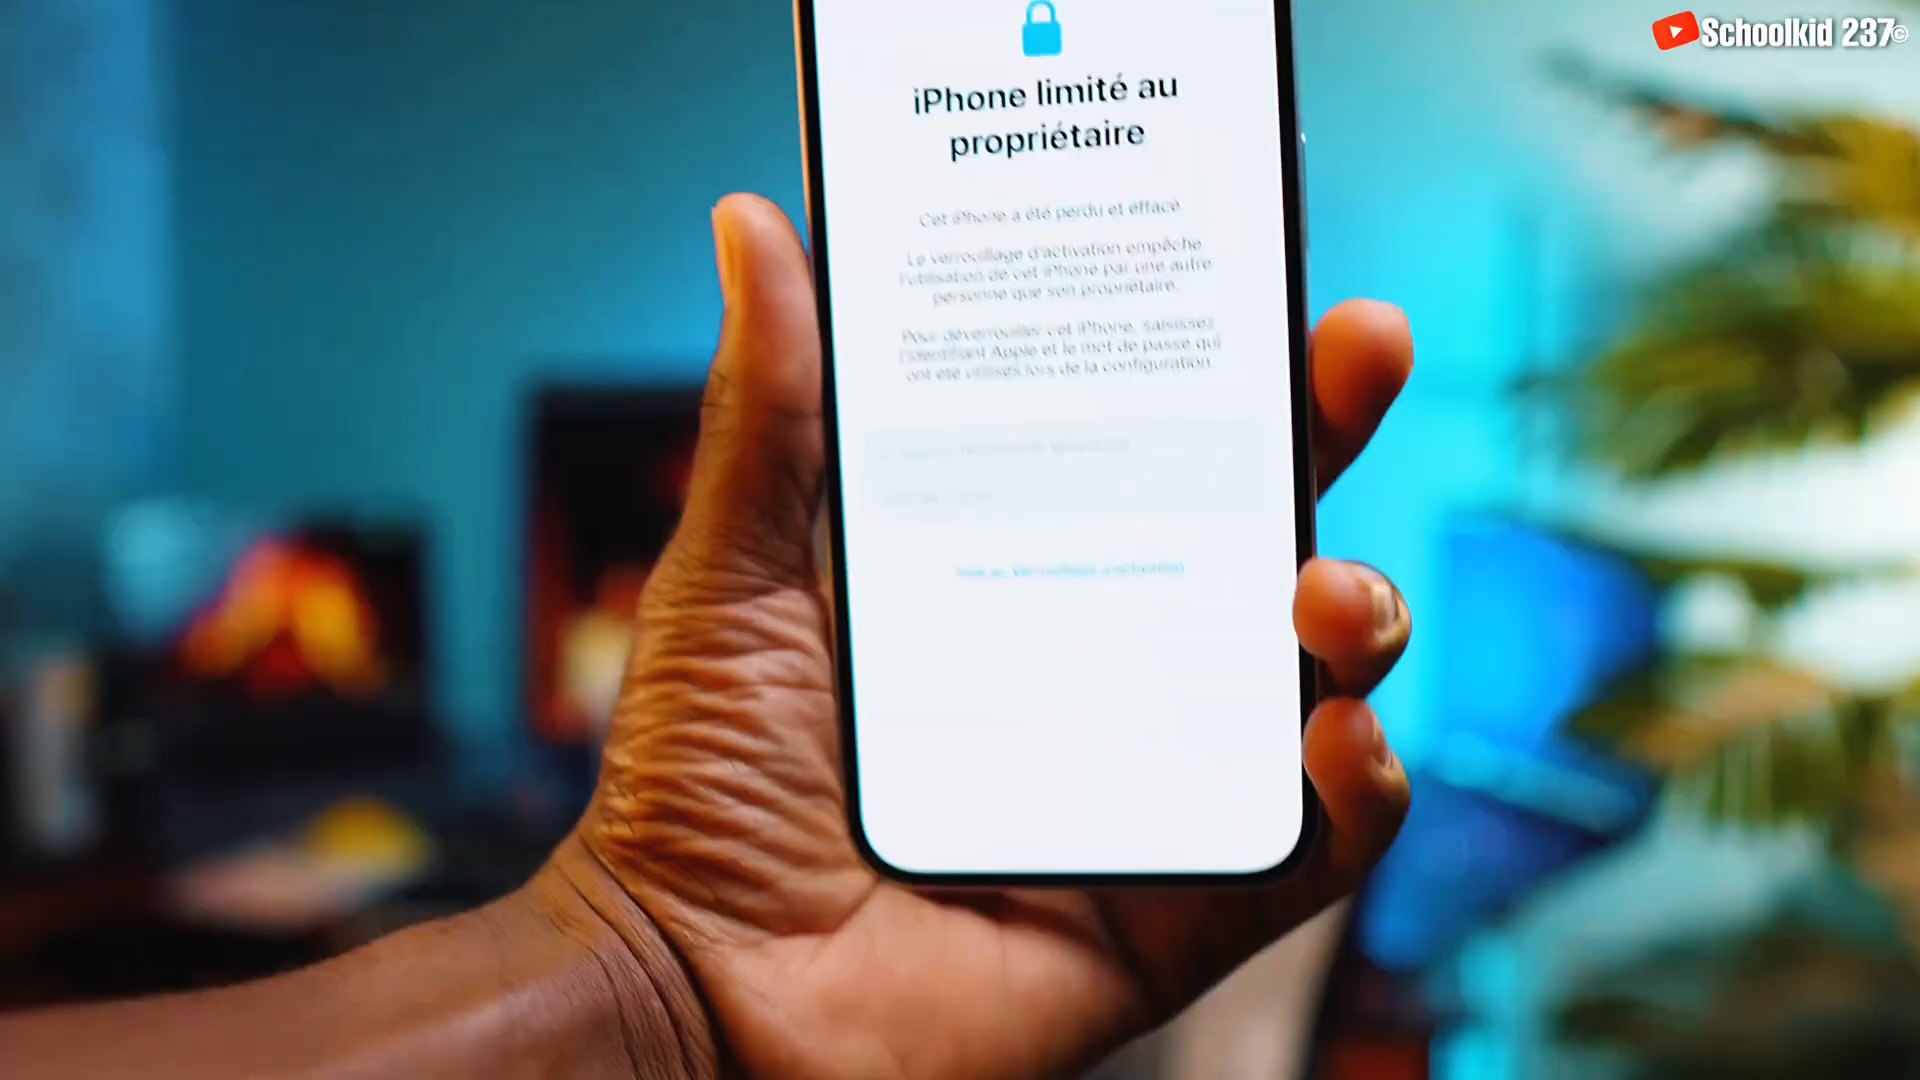 Schoolkid 237©
iPhone limité au
propriétaire
Cet iPhone a été perdu et effacé.
Le verrouillage d'activation empêche
l'utilisation de cet iPhone par une autre
personne que son propriétaire.
Pour déverrouiller cet iPhone, saisissez
l'identifiant Apple et le mot de passe qui
ont été utilisés lors de la configuration.